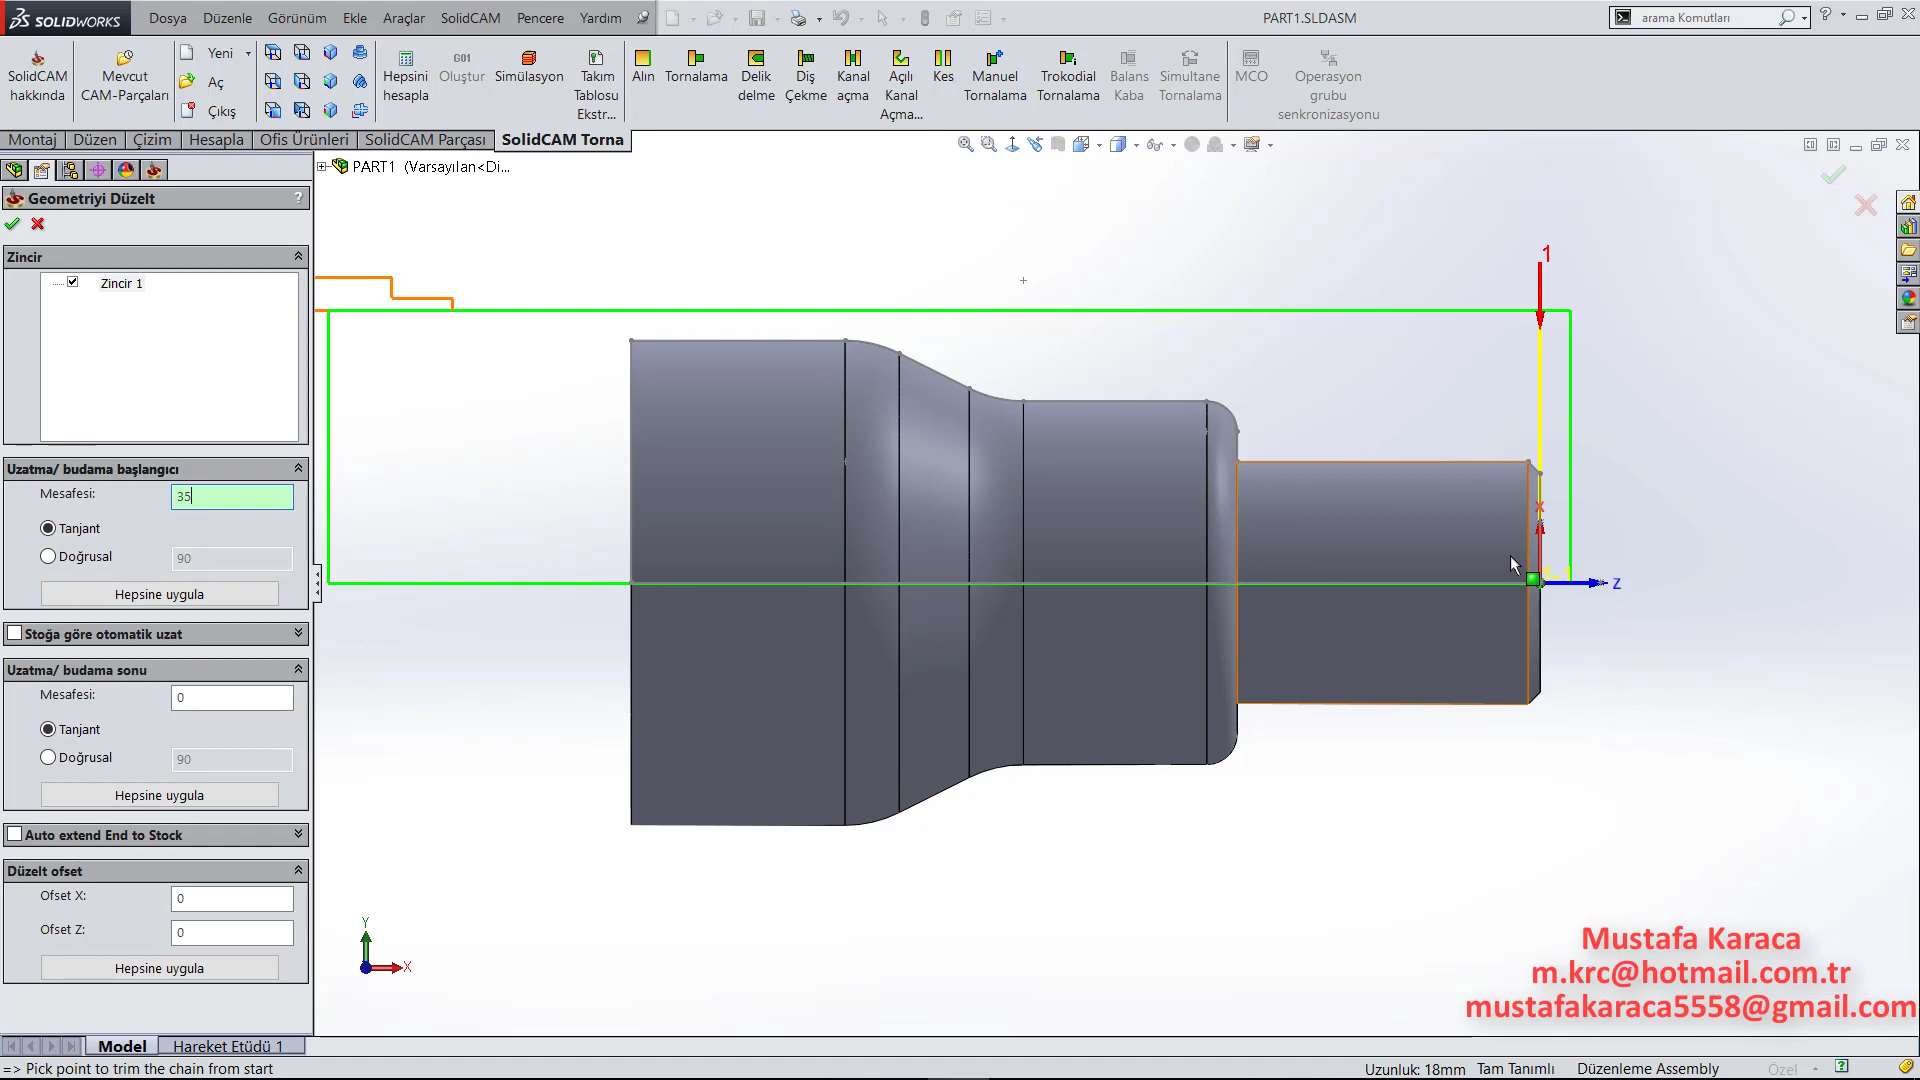 SOLIDWORKS
Dosya
Düzenle
Görünüm
Ekle
Araçlar
SolidCAM
Pencere
Yardım
PART1.SLDASM
arama Komutları
SolidCAM
hakkında
Mevcut
CAM-Parçaları
Yeni
Aç
Çıkış
Hepsini
hesapla
G01
Oluştur
Simülasyon
Takım
Tablosu
Ekstr...
Alın
Tornalama
Delik
delme
Diş
Çekme
Kanal
açma
Açılı
Kanal
Açma...
Kes
Manuel
Tornalama
Trokodial
Tornalama
Balans
Kaba
Simultane
Tornalama
MCO
Operasyon
grubu
senkronizasyonu
Montaj
Düzen
Çizim
Hesapla
Ofis Ürünleri
SolidCAM Parçası
SolidCAM Torna
PART1 (Varsayılan<Di...
Geometriyi Düzelt
?
Zincir
Zincir 1
Uzatma/ budama başlangıcı
Mesafesi:
35
Tanjant
Doğrusal
90
Hepsine uygula
Stoğa göre otomatik uzat
Uzatma/ budama sonu
Mesafesi:
0
Tanjant
Doğrusal
90
Hepsine uygula
Auto extend End to Stock
Düzelt ofset
Ofset X:
0
Ofset Z:
0
Hepsine uygula
1
X
Z
Y
X
Mustafa Karaca
m.krc@hotmail.com.tr
mustafakaraca5558@gmail.com
Model
Hareket Etüdü 1
=> Pick point to trim the chain from start
Uzunluk: 18mm
Tam Tanımlı
Düzenleme Assembly
Özel